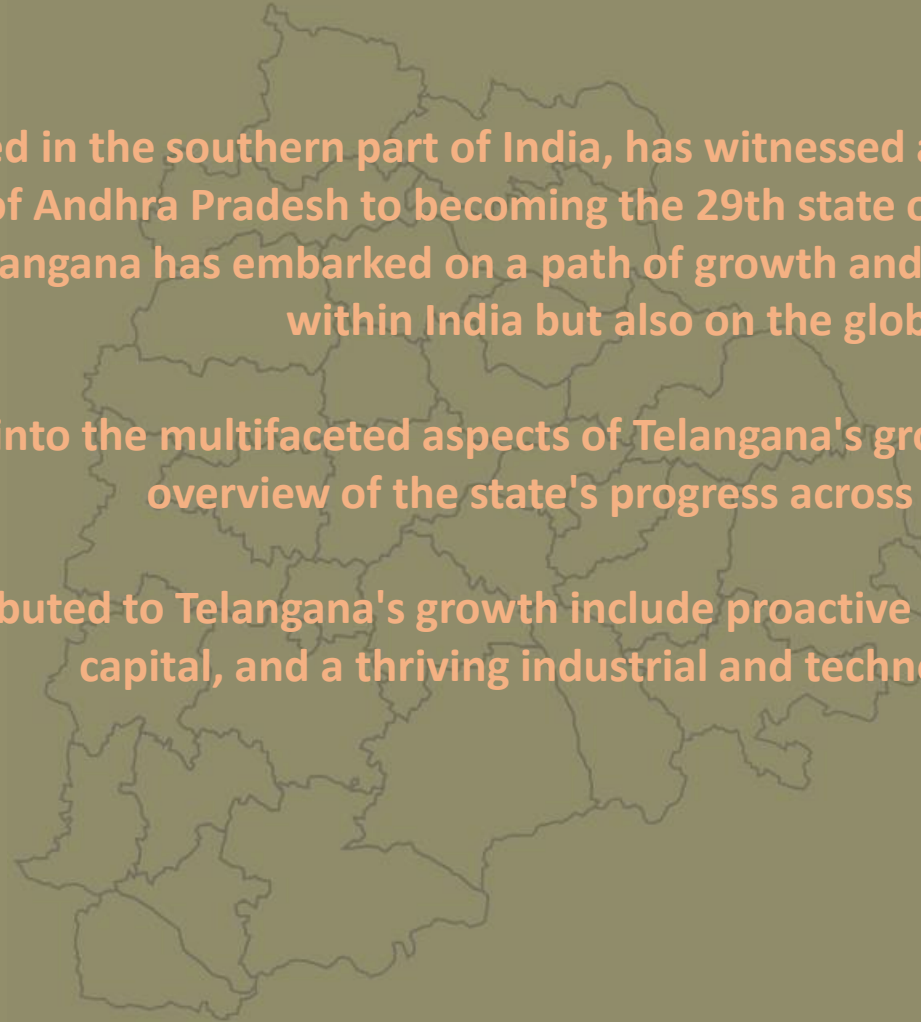 ed in the southern part of India, has witnessed
of Andhra Pradesh to becoming the 29th state
angana has embarked on a path of growth and
within India but also on the glob
into the multifaceted aspects of Telangana's gro
overview of the state's progress across
buted to Telangana's growth include proactive
capital, and a thriving industrial and techn